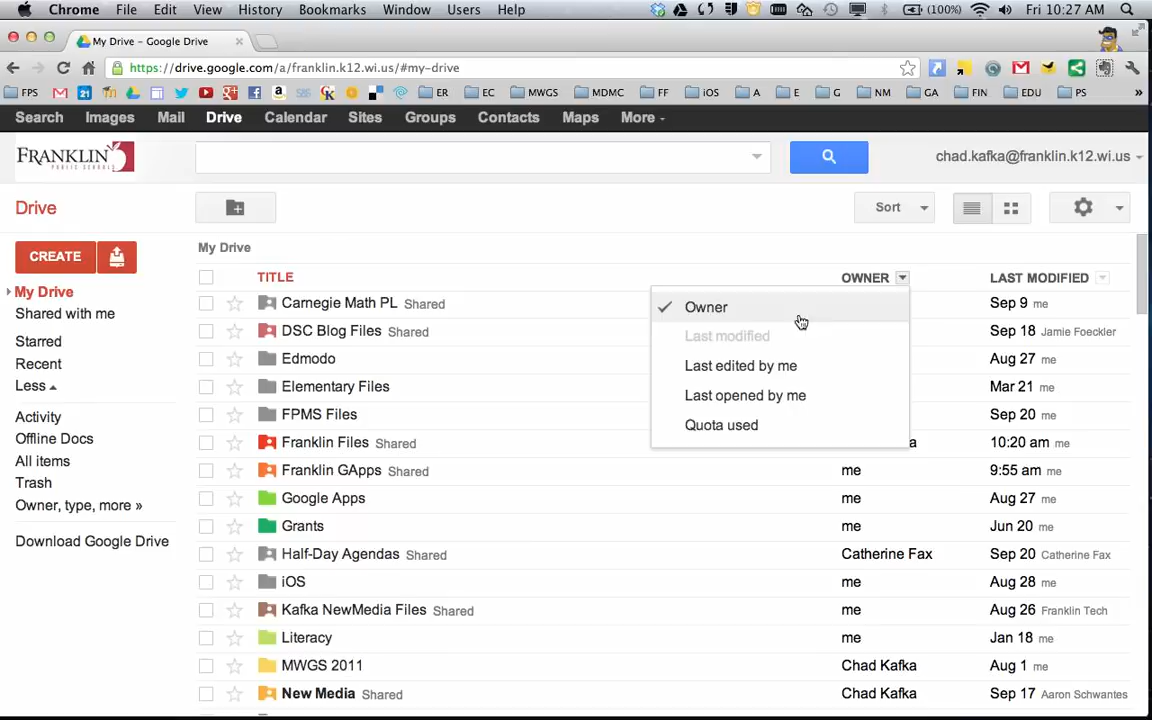 Chrome File Edit View History Bookmarks Window Users Help (100%) Fri 10:27 AM
My Drive – Google Drive
https://drive.google.com/a/franklin.k12.wi.us/#my-drive
FPS 21 ER EC MWGS MDMC FF iOS A E G NM GA FIN EDU PS »
Search Images Mail Drive Calendar Sites Groups Contacts Maps More
FRANKLIN
PUBLIC SCHOOLS
chad.kafka@franklin.k12.wi.us
Drive
Sort
My Drive
CREATE
TITLE OWNER LAST MODIFIED
My Drive
Shared with me
Starred
Recent
Less
Activity
Offline Docs
All items
Trash
Owner, type, more »
Download Google Drive
Carnegie Math PL Shared Sep 9 me
DSC Blog Files Shared Sep 18 Jamie Foeckler
Edmodo Aug 27 me
Elementary Files Mar 21 me
FPMS Files Sep 20 me
Franklin Files Shared a 10:20 am me
Franklin GApps Shared me 9:55 am me
Google Apps me Aug 27 me
Grants me Jun 20 me
Half-Day Agendas Shared Catherine Fax Sep 20 Catherine Fax
iOS me Aug 28 me
Kafka NewMedia Files Shared me Aug 26 Franklin Tech
Literacy me Jan 18 me
MWGS 2011 Chad Kafka Aug 1 me
New Media Shared Chad Kafka Sep 17 Aaron Schwantes
Owner
Last modified
Last edited by me
Last opened by me
Quota used